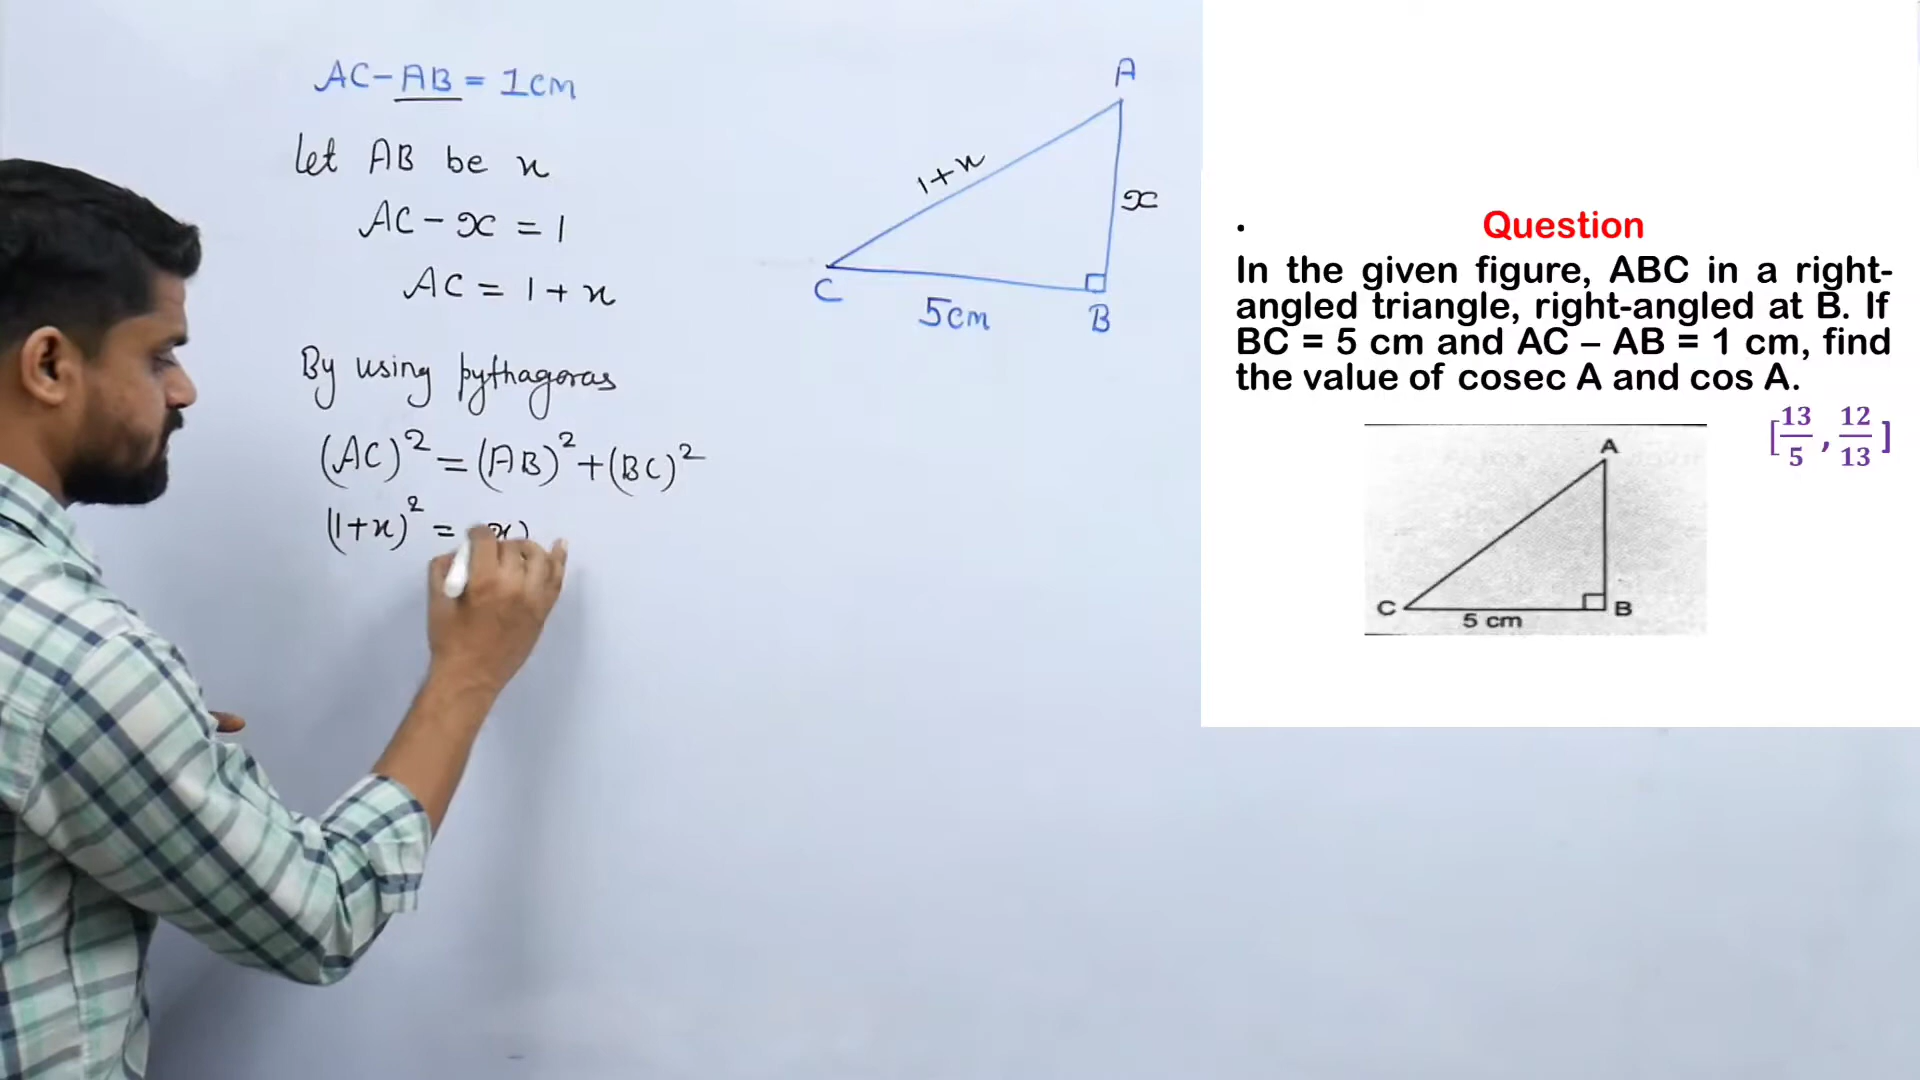 AC-AB = 1cm
let AB be x
AC - x = 1
AC = 1 + x
By using pythagoras
(AC)² = (AB)² + (BC)²
(1+x)² = x)
A
1+x
x
C
5cm
B
. Question
In the given figure, ABC in a right-
angled triangle, right-angled at B. If
BC = 5 cm and AC – AB = 1 cm, find
the value of cosec A and cos A.
[13/5 , 12/13]
A
C
B
5 cm